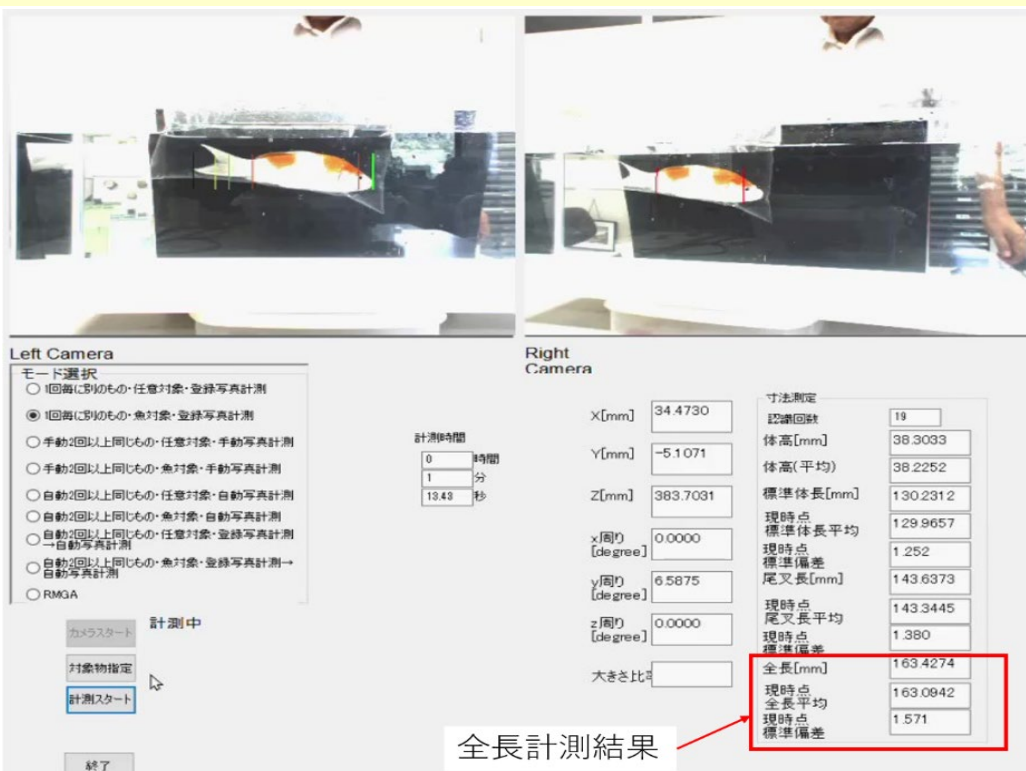 Left Camera
Right
Camera
モード選択
1回毎に別のもの・任意対象・登録写真計測
1回毎に別のもの・魚対象・登録写真計測
手動2回以上同じもの・任意対象・手動写真計測
手動2回以上同じもの・魚対象・手動写真計測
自動2回以上同じもの・任意対象・自動写真計測
自動2回以上同じもの・魚対象・自動写真計測
自動2回以上同じもの・任意対象・登録写真計測
→自動写真計測
自動2回以上同じもの・魚対象・登録写真計測→
自動写真計測
RMGA
カメラスタート
計測中
対象物指定
計測スタート
終了
計測時間
0 時間
1 分
13.43 秒
X[mm] 34.4730
Y[mm] -5.1071
Z[mm] 383.7031
x周り
[degree] 0.0000
y周り
[degree] 6.5875
z周り
[degree] 0.0000
大きさ比
寸法測定
認識回数 19
体高[mm] 38.3033
体高(平均) 38.2252
標準体長[mm] 130.2312
現時点
標準体長平均 129.9657
現時点
標準偏差 1.252
尾叉長[mm] 143.6373
現時点
尾叉長平均 143.3445
現時点
標準偏差 1.380
全長[mm] 163.4274
現時点
全長平均 163.0942
現時点
標準偏差 1.571
全長計測結果